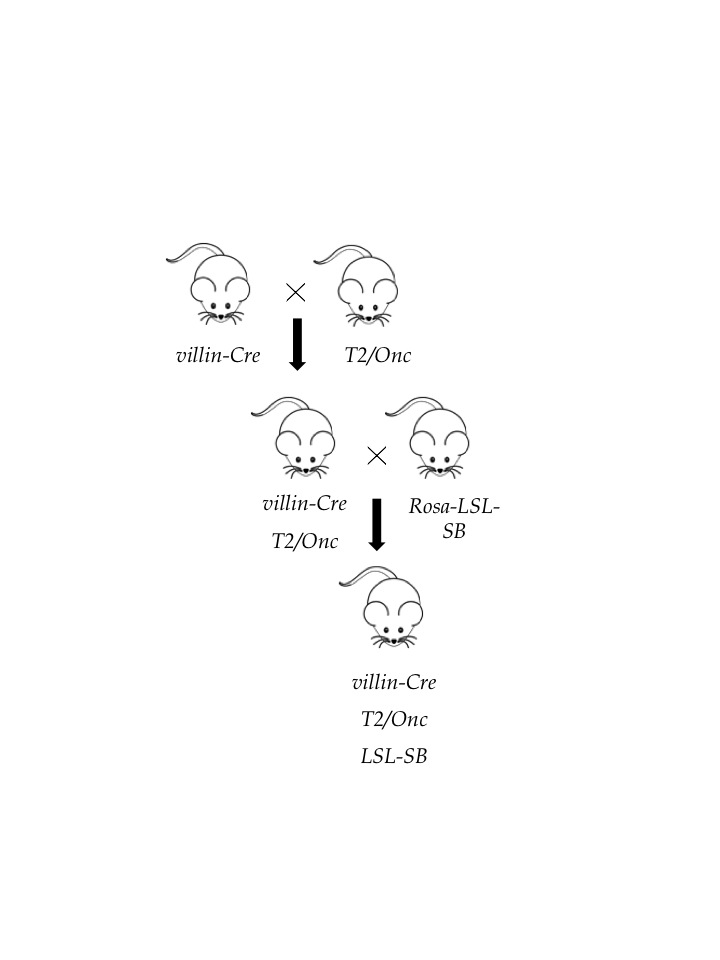 villin-Cre
T2/Onc
villin-Cre
T2/Onc
Rosa-LSL-
SB
villin-Cre
T2/Onc
LSL-SB